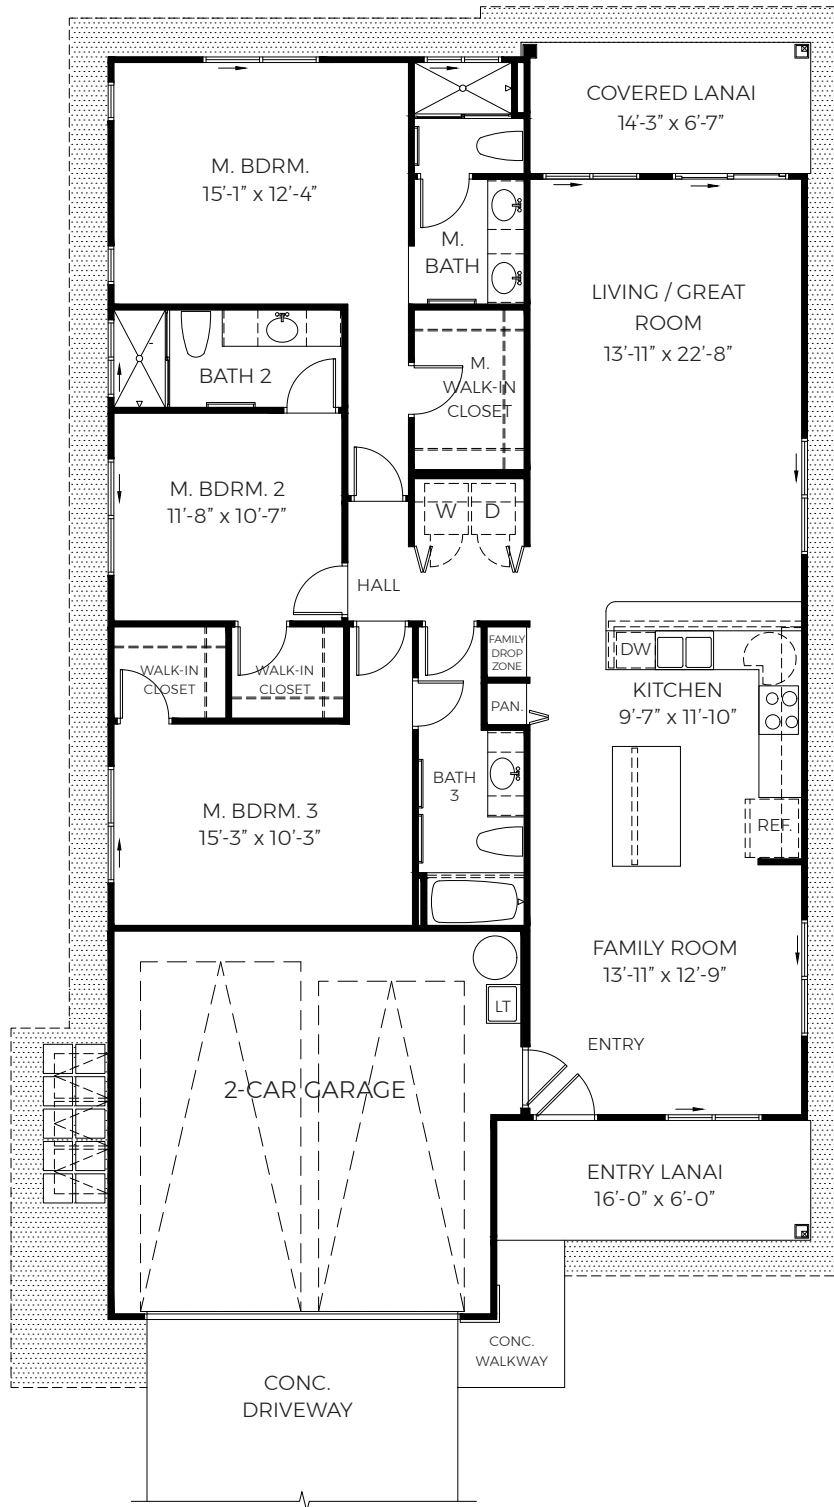 COVERED LANAI
14'-3” x 6'-7”
M. BDRM.
15'-1” x 12'-4”
M.
BATH
LIVING / GREAT
ROOM
13'-11” x 22'-8”
BATH 2
M.
WALK-IN
CLOSET
M. BDRM. 2
11'-8” x 10'-7”
W
D
HALL
FAMILY
DROP
ZONE
DW
WALK-IN
CLOSET
WALK-IN
CLOSET
PAN.
KITCHEN
9'-7” x 11'-10”
BATH
3
M. BDRM. 3
15'-3” x 10'-3”
REF.
FAMILY ROOM
13'-11” x 12'-9”
LT
ENTRY
2-CAR GARAGE
ENTRY LANAI
16'-0” x 6'-0”
CONC.
WALKWAY
CONC.
DRIVEWAY